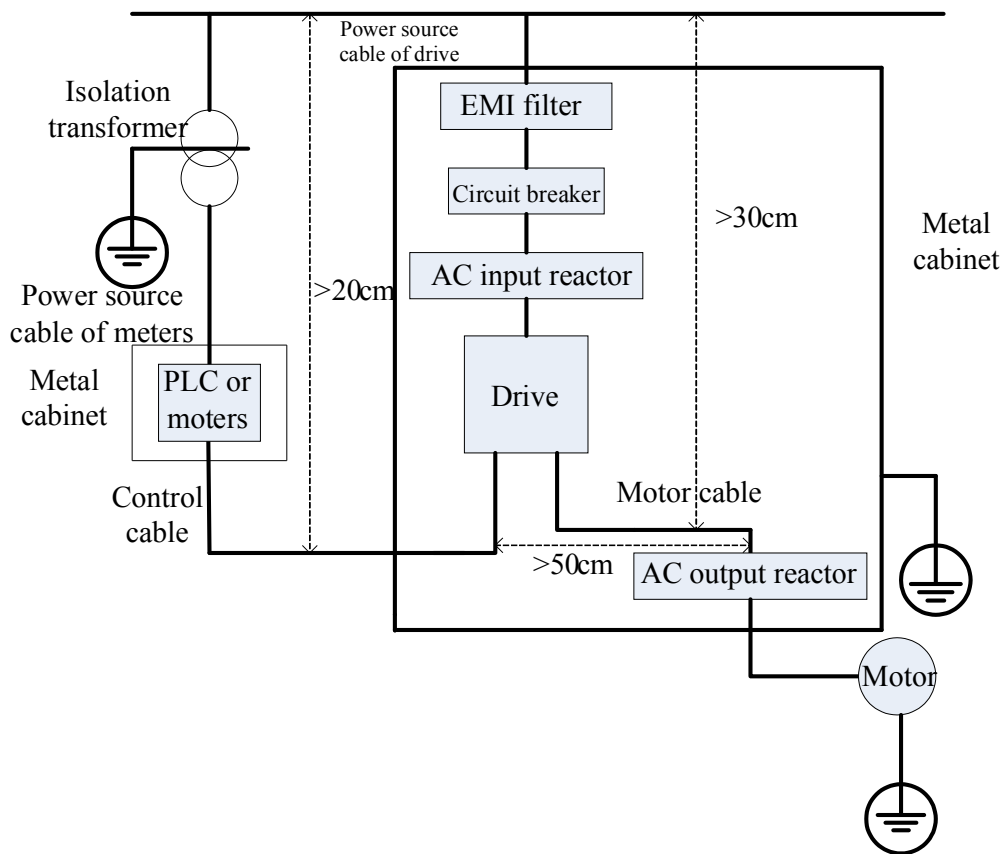 Power source
cable of drive
Isolation
transformer
EMI filter
Circuit breaker
>30cm
Metal
cabinet
AC input reactor
>20cm
Power source
cable of meters
Metal
cabinet
PLC or
moters
Drive
Control
cable
Motor cable
>50cm
AC output reactor
Motor